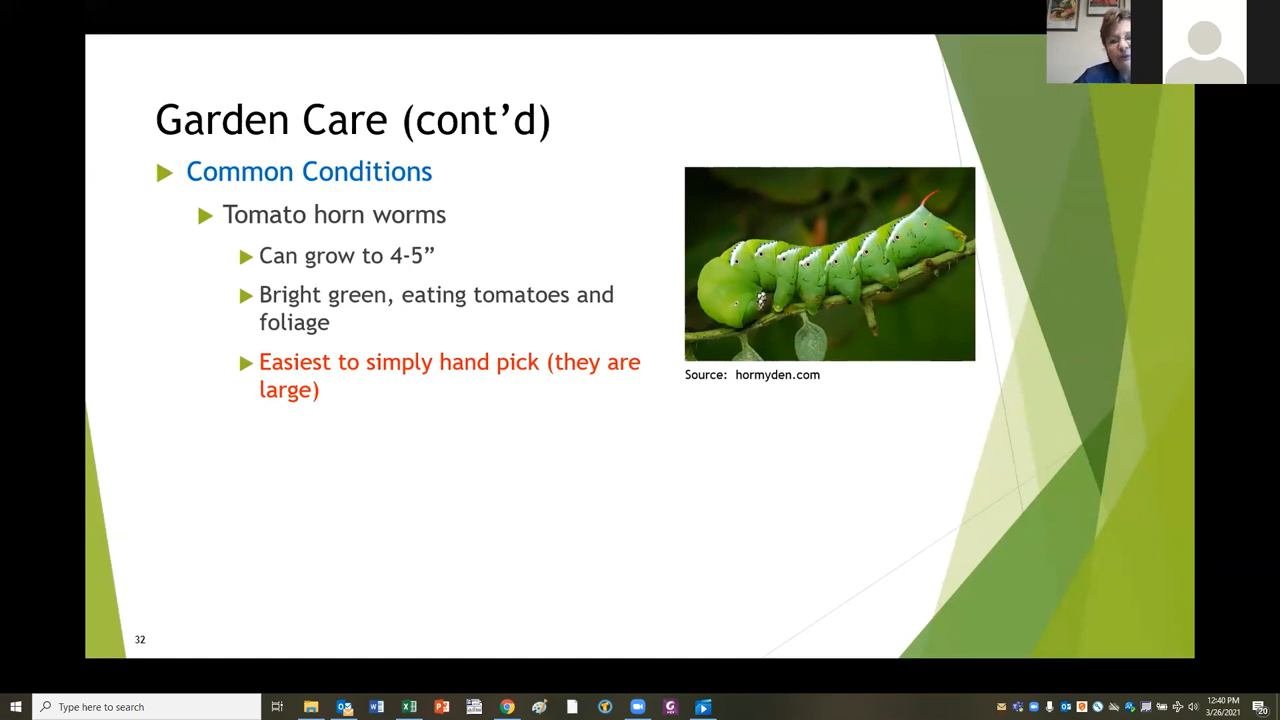 Garden Care (cont’d)
Common Conditions
Tomato horn worms
Can grow to 4-5”
Bright green, eating tomatoes and
foliage
Easiest to simply hand pick (they are
large)
Source: hormyden.com
32
Type here to search
12:40 PM
3/26/2021
20